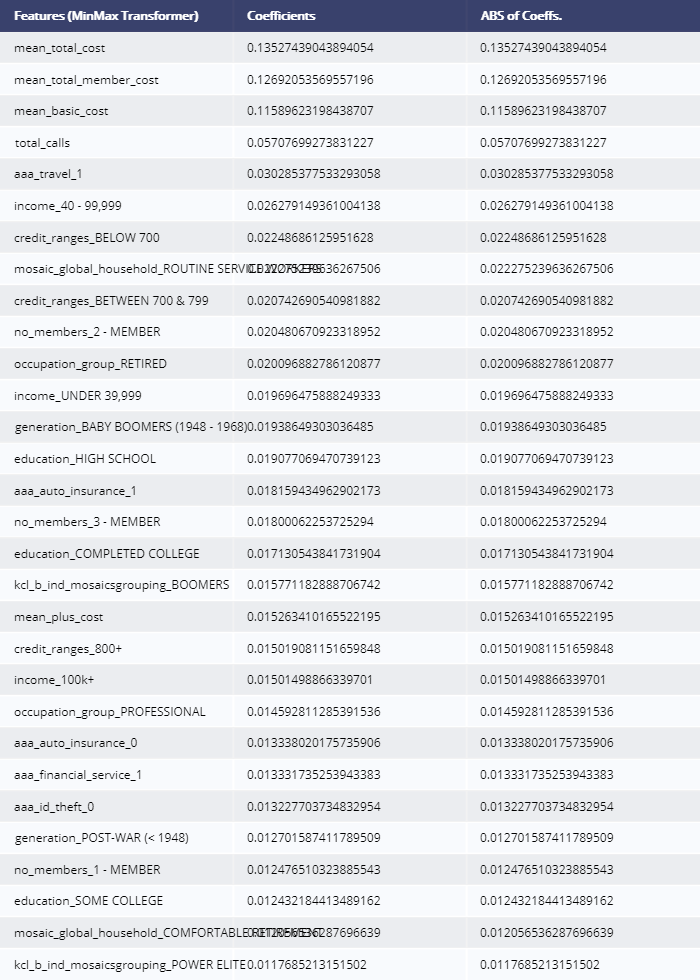 Features (MinMax Transformer) Coefficients ABS of Coeffs.
mean_total_cost 0.13527439043894054 0.13527439043894054
mean_total_member_cost 0.12692053569557196 0.12692053569557196
mean_basic_cost 0.11589623198438707 0.11589623198438707
total_calls 0.05707699273831227 0.05707699273831227
aaa_travel_1 0.030285377533293058 0.030285377533293058
income_40 - 99,999 0.026279149361004138 0.026279149361004138
credit_ranges_BELOW 700 0.02248686125951628 0.02248686125951628
mosaic_global_household_ROUTINE SERVICE WORKERS 0.022275239636267506 0.022275239636267506
credit_ranges_BETWEEN 700 & 799 0.020742690540981882 0.020742690540981882
no_members_2 - MEMBER 0.020480670923318952 0.020480670923318952
occupation_group_RETIRED 0.020096882786120877 0.020096882786120877
income_UNDER 39,999 0.019696475888249333 0.019696475888249333
generation_BABY BOOMERS (1948 - 1968) 0.01938649303036485 0.01938649303036485
education_HIGH SCHOOL 0.019077069470739123 0.019077069470739123
aaa_auto_insurance_1 0.018159434962902173 0.018159434962902173
no_members_3 - MEMBER 0.01800062253725294 0.01800062253725294
education_COMPLETED COLLEGE 0.017130543841731904 0.017130543841731904
kcl_b_ind_mosaicsgrouping_BOOMERS 0.015771182888706742 0.015771182888706742
mean_plus_cost 0.015263410165522195 0.015263410165522195
credit_ranges_800+ 0.015019081151659848 0.015019081151659848
income_100k+ 0.01501498866339701 0.01501498866339701
occupation_group_PROFESSIONAL 0.014592811285391536 0.014592811285391536
aaa_auto_insurance_0 0.013338020175735906 0.013338020175735906
aaa_financial_service_1 0.013331735253943383 0.013331735253943383
aaa_id_theft_0 0.013227703734832954 0.013227703734832954
generation_POST-WAR (< 1948) 0.012701587411789509 0.012701587411789509
no_members_1 - MEMBER 0.012476510323885543 0.012476510323885543
education_SOME COLLEGE 0.012432184413489162 0.012432184413489162
mosaic_global_household_COMFORTABLE RETIREMENT 0.012056536287696639 0.012056536287696639
kcl_b_ind_mosaicsgrouping_POWER ELITE 0.0117685213151502 0.0117685213151502